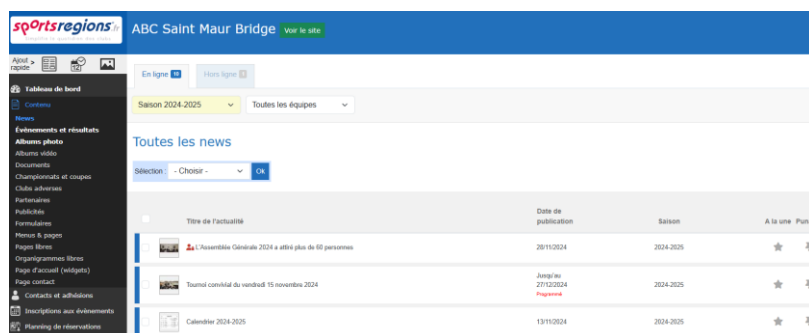 sportsregions.fr
ABC Saint Maur Bridge Voir le site
Ajout >
rapide
En ligne
Hors ligne
Tableau de bord
Contenu
News
Évènements et résultats
Albums photo
Albums vidéo
Documents
Championnats et coupes
Clubs adverses
Partenaires
Publicités
Formulaires
Menus & pages
Pages libres
Organigrammes libres
Page d'accueil (widgets)
Page contact
Contacts et adhésions
Inscriptions aux évènements
Planning de réservations
Saison 2024-2025
Toutes les équipes
Toutes les news
Sélection : - Choisir - Ok
Titre de l'actualité
Date de
publication
Saison
A la une
L'Assemblée Générale 2024 a attiré plus de 60 personnes
28/11/2024
2024-2025
Tournoi convivial du vendredi 15 novembre 2024
Jusqu'au
27/12/2024
Programmé
2024-2025
Calendrier 2024-2025
13/11/2024
2024-2025